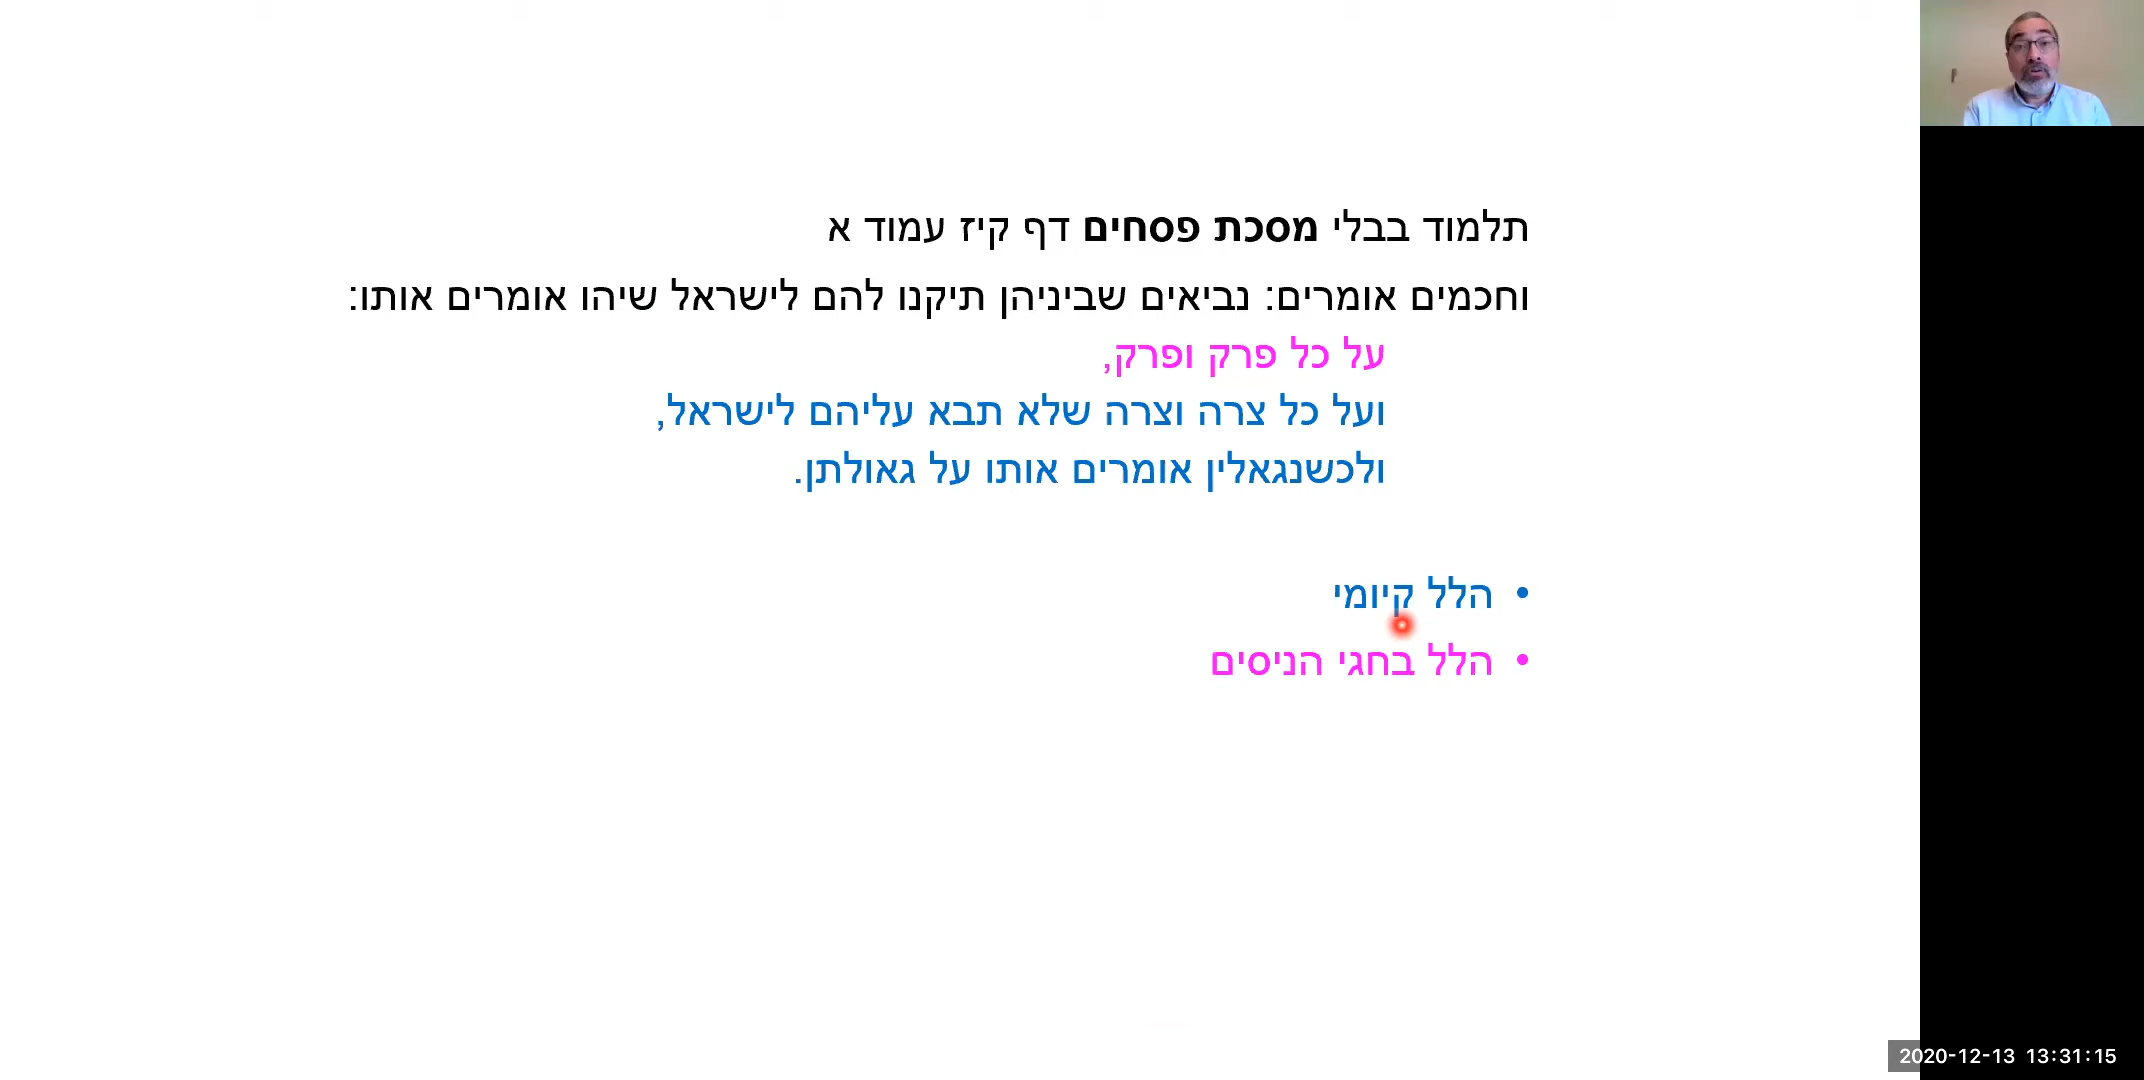 תלמוד בבלי מסכת פסחים דף קיז עמוד א
וחכמים אומרים: נביאים שביניהן תיקנו להם לישראל שיהו אומרים אותו:
על כל פרק ופרק,
ועל כל צרה וצרה שלא תבא עליהם לישראל,
ולכשנגאלין אומרים אותו על גאולתן.
• הלל קיומי
• הלל בחגי הניסים
2020-12-13 13:31:15